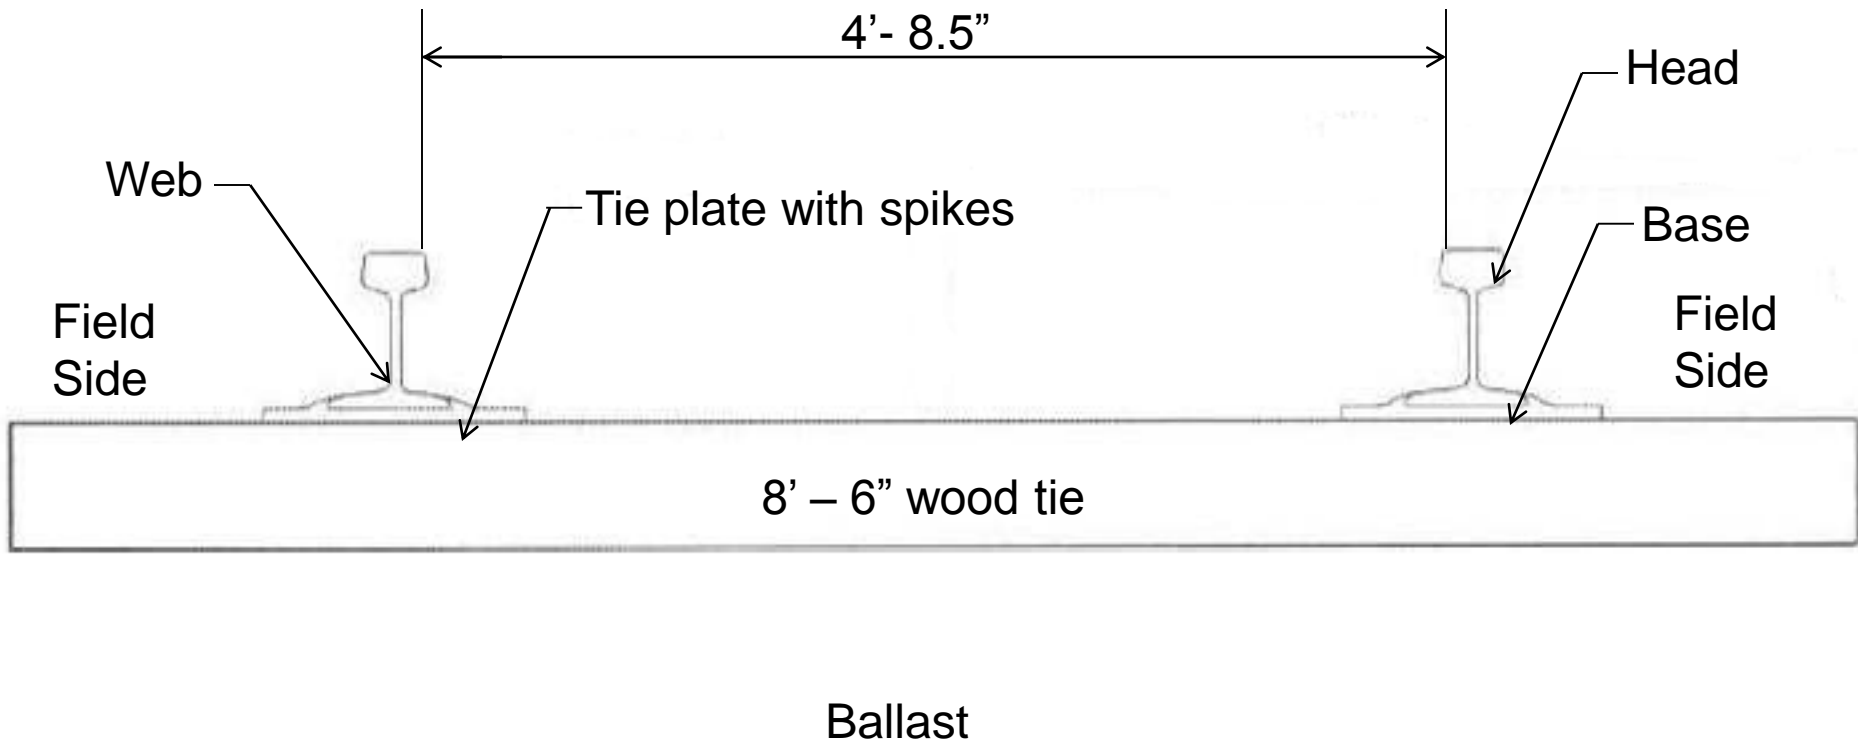 4’- 8.5”
Head
Web
Tie plate with spikes
Base
Field
Side
Field
Side
8’ – 6” wood tie
Ballast